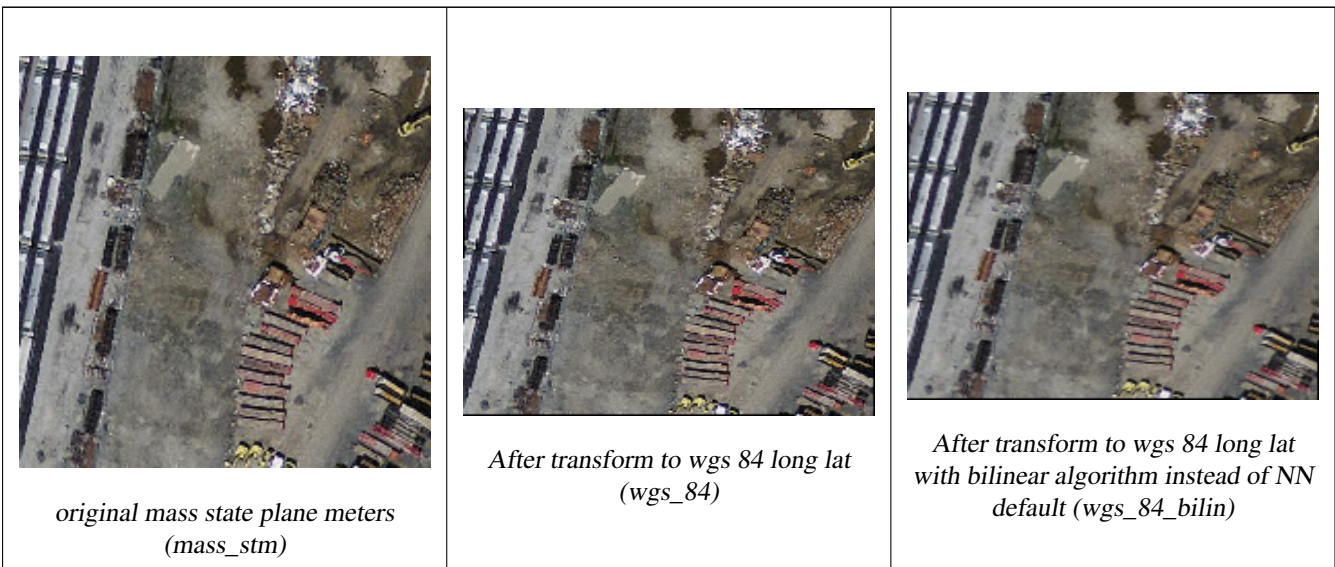 original mass state plane meters
(mass_stm)
After transform to wgs 84 long lat
(wgs_84)
After transform to wgs 84 long lat
with bilinear algorithm instead of NN
default (wgs_84_bilin)